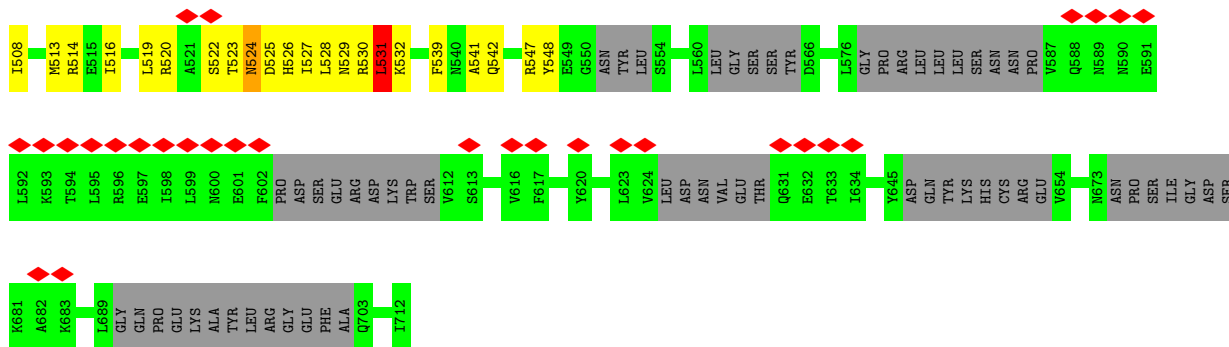 I508 M513 R514 E515 I516 L519 R520 A521 S522 T523 N524 D525 H526 I527 L528 N529 R530 L531 K532 F539 N540 A541 Q542 R547 Y548 E549 G550 ASN TYR LEU S554 L560 LEU GLY SER SER TYR D566 L576 GLY PRO ARG LEU LEU LEU SER ASN ASN PRO V587 Q588 N589 N590 E591
L592 K593 T594 L595 R596 E597 I598 L599 N600 E601 F602 PRO ASP SER GLU ARG ASP LYS TRP SER V612 S613 V616 F617 Y620 L623 V624 LEU ASP ASN VAL GLU THR Q631 E632 T633 I634 Y645 ASP GLN TYR LYS HIS CYS ARG GLU V654 N673 ASN PRO SER ILE GLY ASP SER
K681 A682 K683 L689 GLY GLN PRO GLU LYS ALA TYR LEU ARG GLY GLU PHE ALA Q703 I712